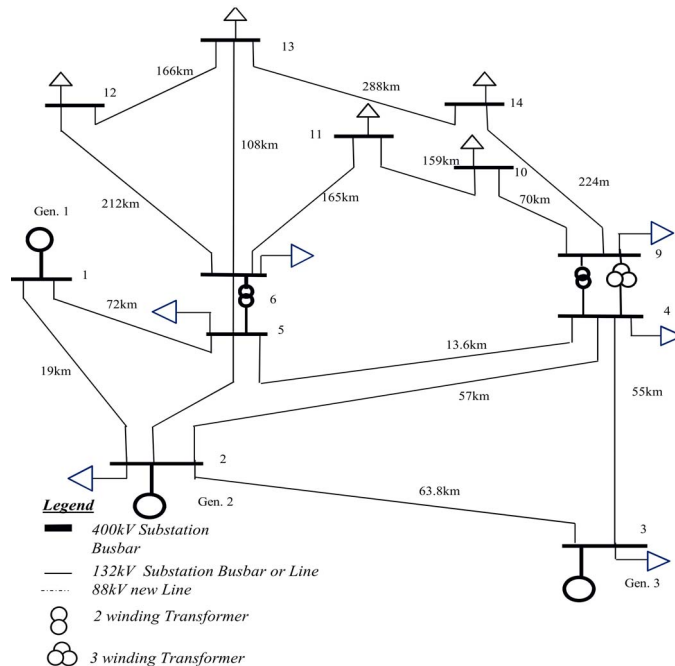 13
166km
12
288km
14
11
108km
159km
10
224m
212km
165km
70km
Gen. 1
9
1
6
72km
5
4
13.6km
19km
57km
55km
2
Gen. 2
63.8km
3
Gen. 3
Legend
400kV Substation
Busbar
132kV Substation Busbar or Line
88kV new Line
2 winding Transformer
3 winding Transformer